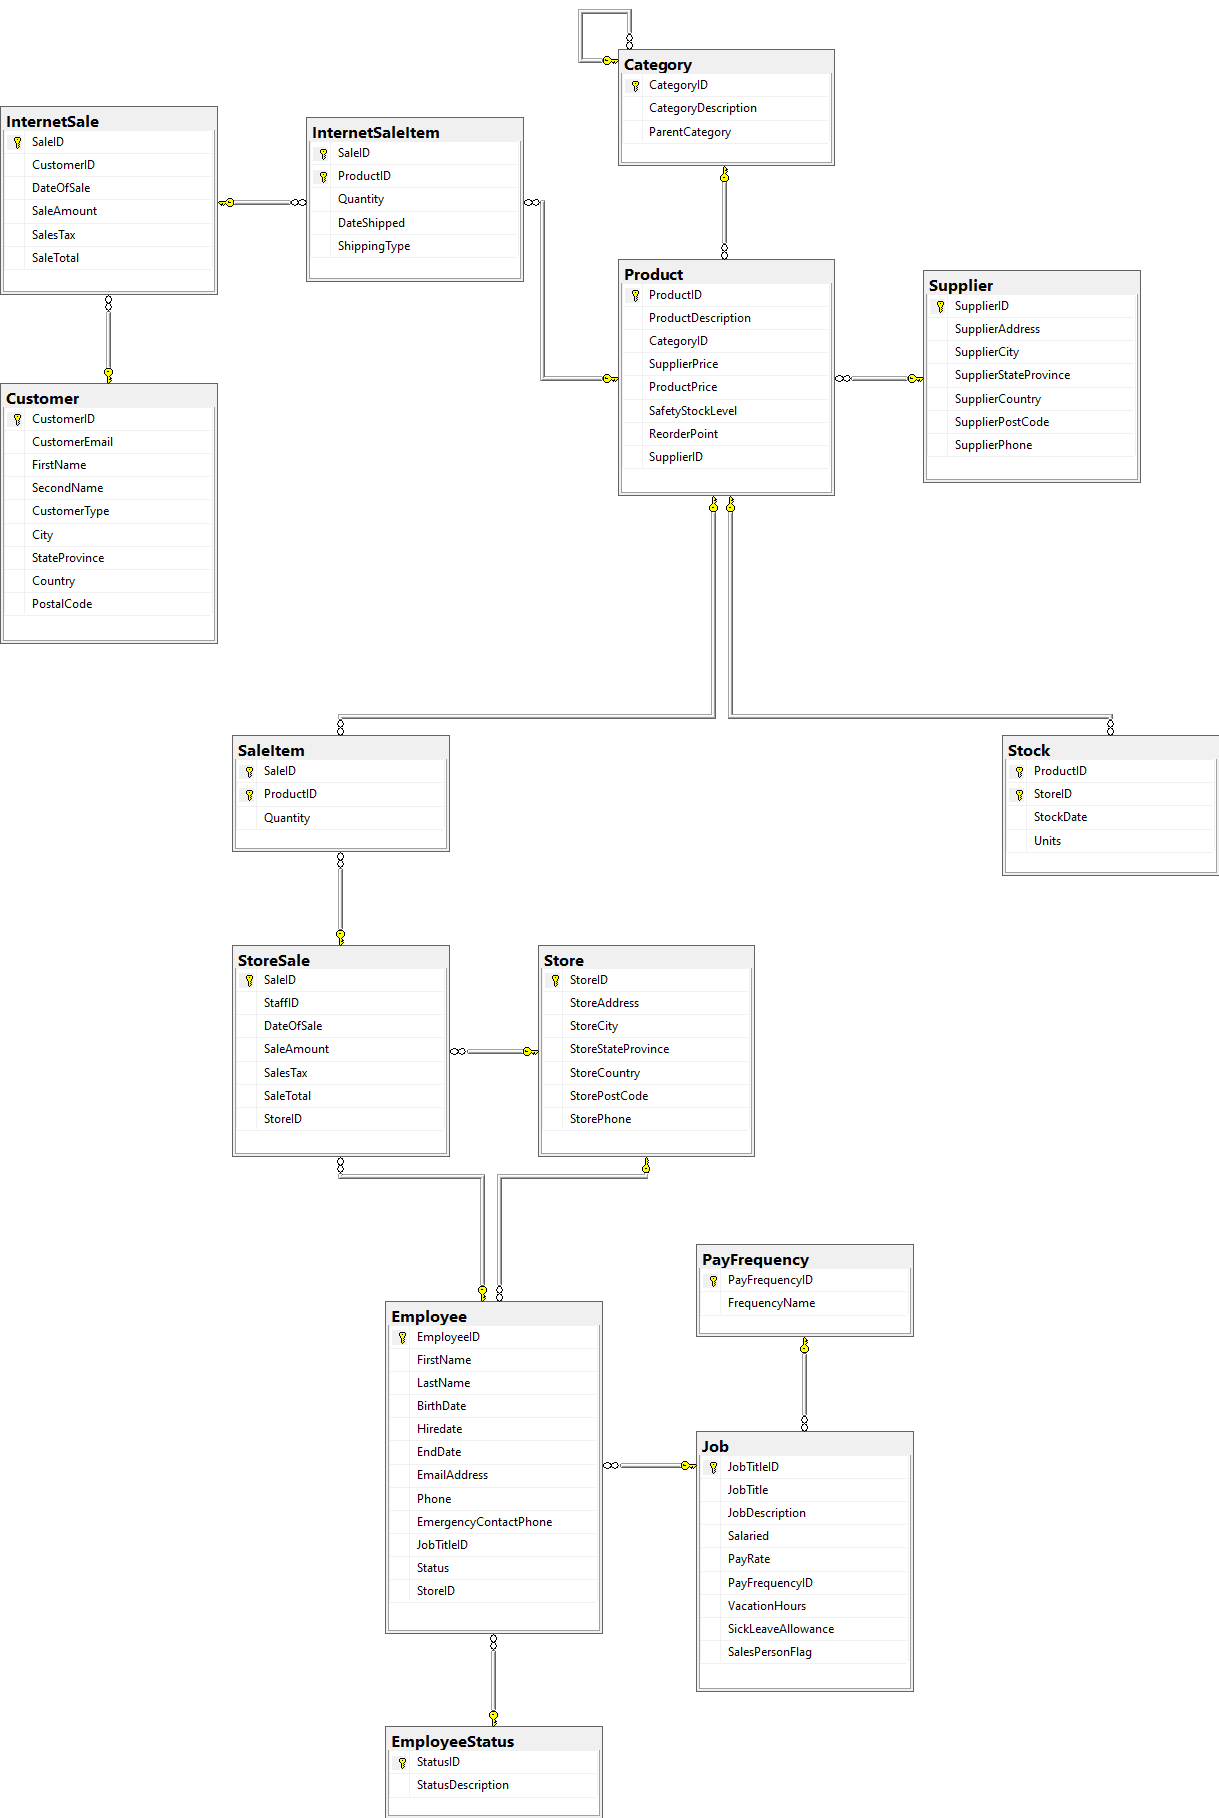 Category
CategoryID
CategoryDescription
ParentCategory
InternetSale
SaleID
CustomerID
DateOfSale
SaleAmount
SalesTax
SaleTotal
InternetSaleItem
SaleID
ProductID
Quantity
DateShipped
ShippingType
Product
ProductID
ProductDescription
CategoryID
SupplierPrice
ProductPrice
SafetyStockLevel
ReorderPoint
SupplierID
Supplier
SupplierID
SupplierAddress
SupplierCity
SupplierStateProvince
SupplierCountry
SupplierPostCode
SupplierPhone
Customer
CustomerID
CustomerEmail
FirstName
SecondName
CustomerType
City
StateProvince
Country
PostalCode
SaleItem
SaleID
ProductID
Quantity
Stock
ProductID
StoreID
StockDate
Units
StoreSale
SaleID
StaffID
DateOfSale
SaleAmount
SalesTax
SaleTotal
StoreID
Store
StoreID
StoreAddress
StoreCity
StoreStateProvince
StoreCountry
StorePostCode
StorePhone
PayFrequency
PayFrequencyID
FrequencyName
Employee
EmployeeID
FirstName
LastName
BirthDate
Hiredate
EndDate
EmailAddress
Phone
EmergencyContactPhone
JobTitleID
Status
StoreID
Job
JobTitleID
JobTitle
JobDescription
Salaried
PayRate
PayFrequencyID
VacationHours
SickLeaveAllowance
SalesPersonFlag
EmployeeStatus
StatusID
StatusDescription